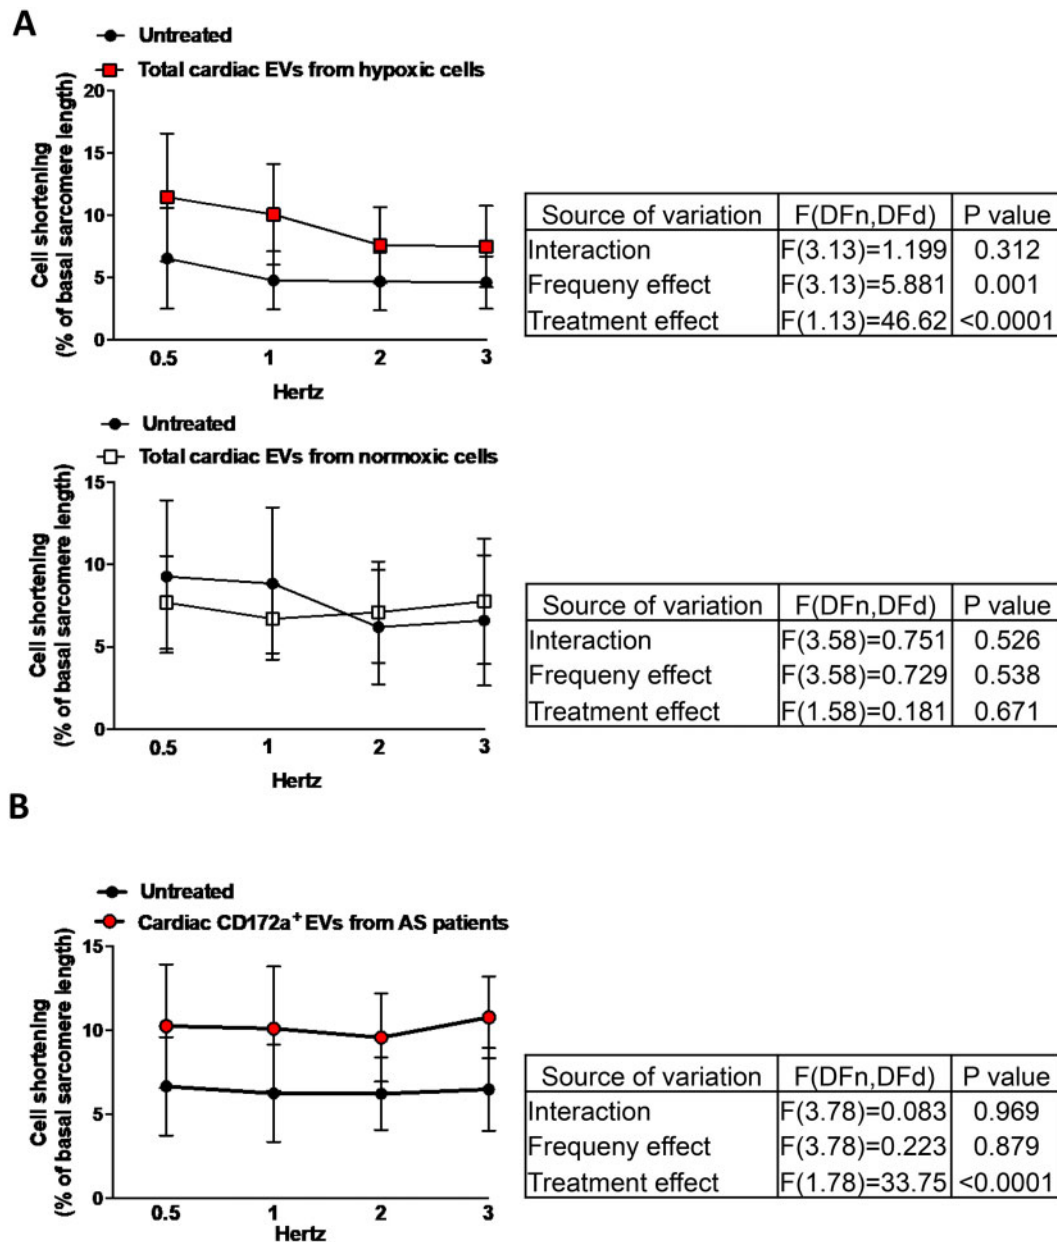 A
Untreated
Total cardiac EVs from hypoxic cells
20
15
10
5
0
Cell shortening
(% of basal sarcomere length)
0.5 1 2 3
Hertz
Source of variation F(DFn,DFd) P value
Interaction F(3.13)=1.199 0.312
Frequeny effect F(3.13)=5.881 0.001
Treatment effect F(1.13)=46.62 <0.0001
Untreated
Total cardiac EVs from normoxic cells
15
10
5
0
Cell shortening
(% of basal sarcomere length)
0.5 1 2 3
Hertz
Source of variation F(DFn,DFd) P value
Interaction F(3.58)=0.751 0.526
Frequeny effect F(3.58)=0.729 0.538
Treatment effect F(1.58)=0.181 0.671
B
Untreated
Cardiac CD172a⁺ EVs from AS patients
15
10
5
0
Cell shortening
(% of basal sarcomere length)
0.5 1 2 3
Hertz
Source of variation F(DFn,DFd) P value
Interaction F(3.78)=0.083 0.969
Frequeny effect F(3.78)=0.223 0.879
Treatment effect F(1.78)=33.75 <0.0001